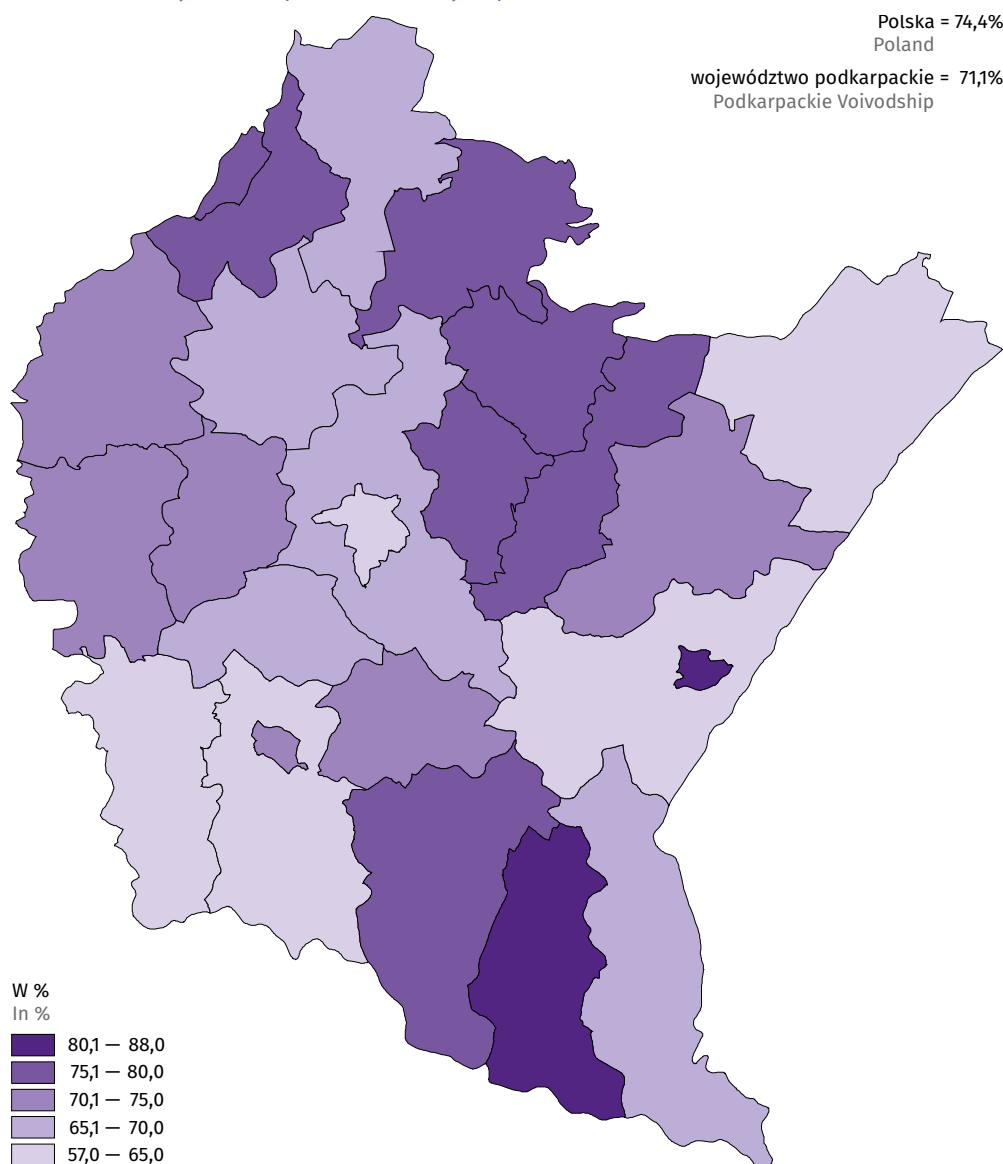 Polska = 74,4%
Poland
województwo podkarpackie = 71,1%
Podkarpackie Voivodship
W %
In %
80,1 — 88,0
75,1 — 80,0
70,1 — 75,0
65,1 — 70,0
57,0 — 65,0